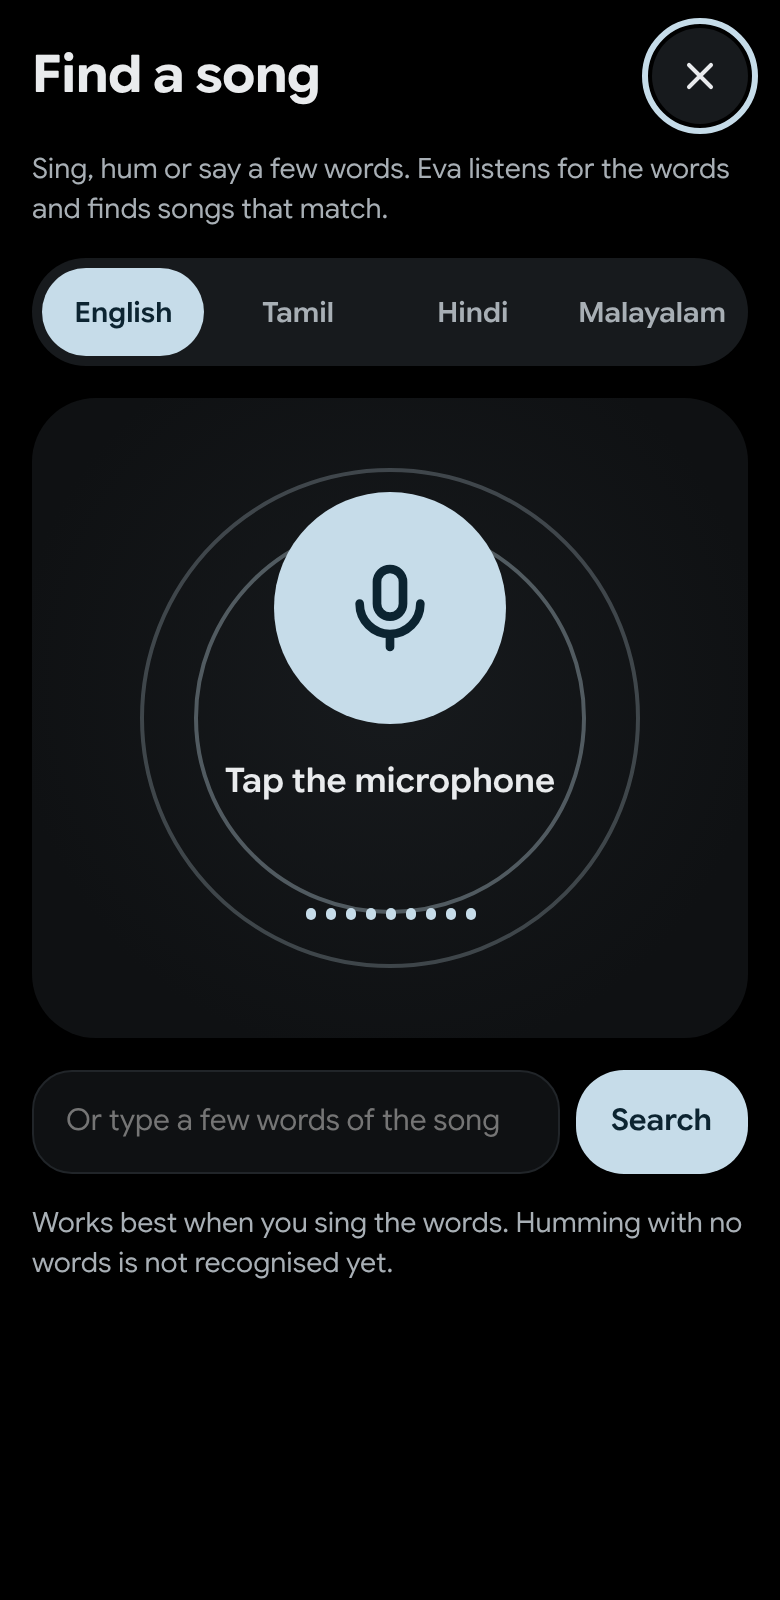 Find a song
Sing, hum or say a few words. Eva listens for the words
and finds songs that match.
English
Tamil
Hindi
Malayalam
Tap the microphone
Or type a few words of the song
Search
Works best when you sing the words. Humming with no
words is not recognised yet.